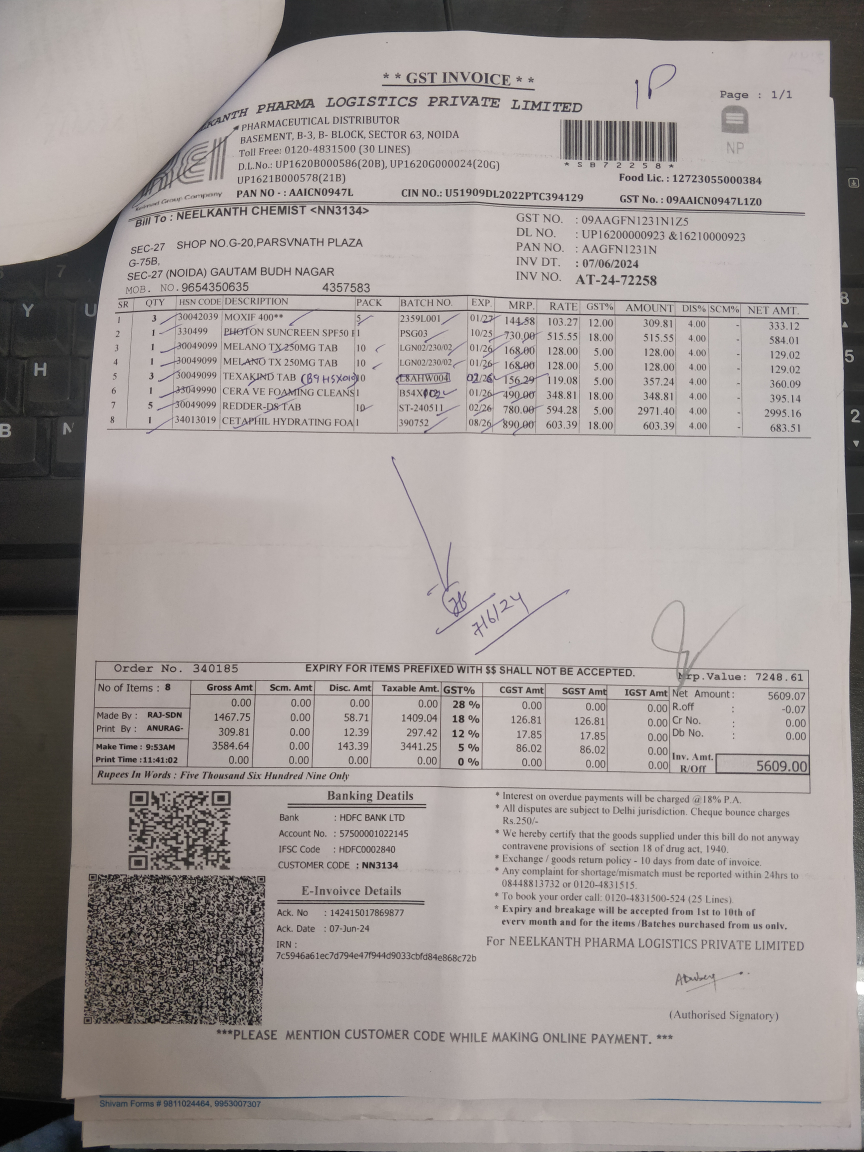 ** GST INVOICE **
1P
Page : 1/1
PHARMA LOGISTICS PRIVATE LIMITED
PHARMACEUTICAL DISTRIBUTOR
BASEMENT, B-3, B- BLOCK, SECTOR 63, NOIDA
Toll Free: 0120-4831500 (30 LINES)
D.L.No.: UP1620B000586(20B), UP1620G000024(20G)
UP1621B000578(21B)
PAN NO - : AAICN0947L
CIN NO.: U51909DL2022PTC394129
*SB72258*
NP
Food Lic. : 12723055000384
GST No. : 09AAICN0947L1Z0
Group Company
Bill To : NEELKANTH CHEMIST <NN3134>
SEC-27 SHOP NO.G-20,PARSVNATH PLAZA
G-75B,
SEC-27 (NOIDA) GAUTAM BUDH NAGAR
MOB. NO.9654350635 4357583
GST NO. : 09AAGFN1231N1Z5
DL NO. : UP16200000923 &16210000923
PAN NO. : AAGFN1231N
INV DT. : 07/06/2024
INV NO. AT-24-72258
SR QTY HSN CODE DESCRIPTION PACK BATCH NO. EXP. MRP. RATE GST% AMOUNT DIS% SCM% NET AMT.
1 3 30042039 MOXIF 400** 5 2359L001 01/27 144.58 103.27 12.00 309.81 4.00 - 333.12
2 1 330499 PHOTON SUNCREEN SPF50 1 PSG03 10/25 730.00 515.55 18.00 515.55 4.00 - 584.01
3 1 30049099 MELANO TX 250MG TAB 10 LGN02/230/02 01/26 168.00 128.00 5.00 128.00 4.00 - 129.02
4 1 30049099 MELANO TX 250MG TAB 10 LGN02/230/02 01/26 168.00 128.00 5.00 128.00 4.00 - 129.02
5 3 30049099 TEXAKIND TAB 10 E8AHW004 02/26 156.29 119.08 5.00 357.24 4.00 - 360.09
6 1 33049990 CERA VE FOAMING CLEANS 1 01/26 490.00 348.81 18.00 348.81 4.00 - 395.14
7 5 30049099 REDDER-DS TAB 10 ST-240511 02/26 780.00 594.28 5.00 2971.40 4.00 - 2995.16
8 1 34013019 CETAPHIL HYDRATING FOA 1 390752 08/26 890.00 603.39 18.00 603.39 4.00 - 683.51
7/6/24
Order No. 340185 EXPIRY FOR ITEMS PREFIXED WITH $$ SHALL NOT BE ACCEPTED. Mrp.Value: 7248.61
No of Items : 8 Gross Amt Scm. Amt Disc. Amt Taxable Amt. GST% CGST Amt SGST Amt IGST Amt Net Amount : 5609.07
0.00 0.00 0.00 0.00 28 % 0.00 0.00 0.00 R.off -0.07
Made By : RAJ-SDN 1467.75 0.00 58.71 1409.04 18 % 126.81 126.81 0.00 Cr No. : 0.00
Print By : ANURAG- 309.81 0.00 12.39 297.42 12 % 17.85 17.85 0.00 Db No. : 0.00
Make Time : 9:53AM 3584.64 0.00 143.39 3441.25 5 % 86.02 86.02 0.00
Print Time :11:41:02 0.00 0.00 0.00 0.00 0 % 0.00 0.00 0.00 Inv. Amt. R/Off 5609.00
Rupees In Words : Five Thousand Six Hundred Nine Only
Banking Deatils
Bank : HDFC BANK LTD
Account No. : 57500001022145
IFSC Code : HDFC0002840
CUSTOMER CODE : NN3134
E-Invoivce Details
Ack. No : 142415017869877
Ack. Date : 07-Jun-24
IRN :
7c5946a61ec7d794e47f944d9033cbfd84e868c72b
* Interest on overdue payments will be charged @18% P.A.
* All disputes are subject to Delhi jurisdiction. Cheque bounce charges
Rs.250/-
* We hereby certify that the goods supplied under this bill do not anyway
contravene provisions of section 18 of drug act, 1940.
* Exchange / goods return policy - 10 days from date of invoice.
* Any complaint for shortage/mismatch must be reported within 24hrs to
08448813732 or 0120-4831515.
* To book your order call: 0120-4831500-524 (25 Lines).
* Expiry and breakage will be accepted from 1st to 10th of
every month and for the items /Batches purchased from us only.
For NEELKANTH PHARMA LOGISTICS PRIVATE LIMITED
(Authorised Signatory)
***PLEASE MENTION CUSTOMER CODE WHILE MAKING ONLINE PAYMENT. ***
Shivam Forms # 9811024464, 9953007307
Y
U
H
B
N